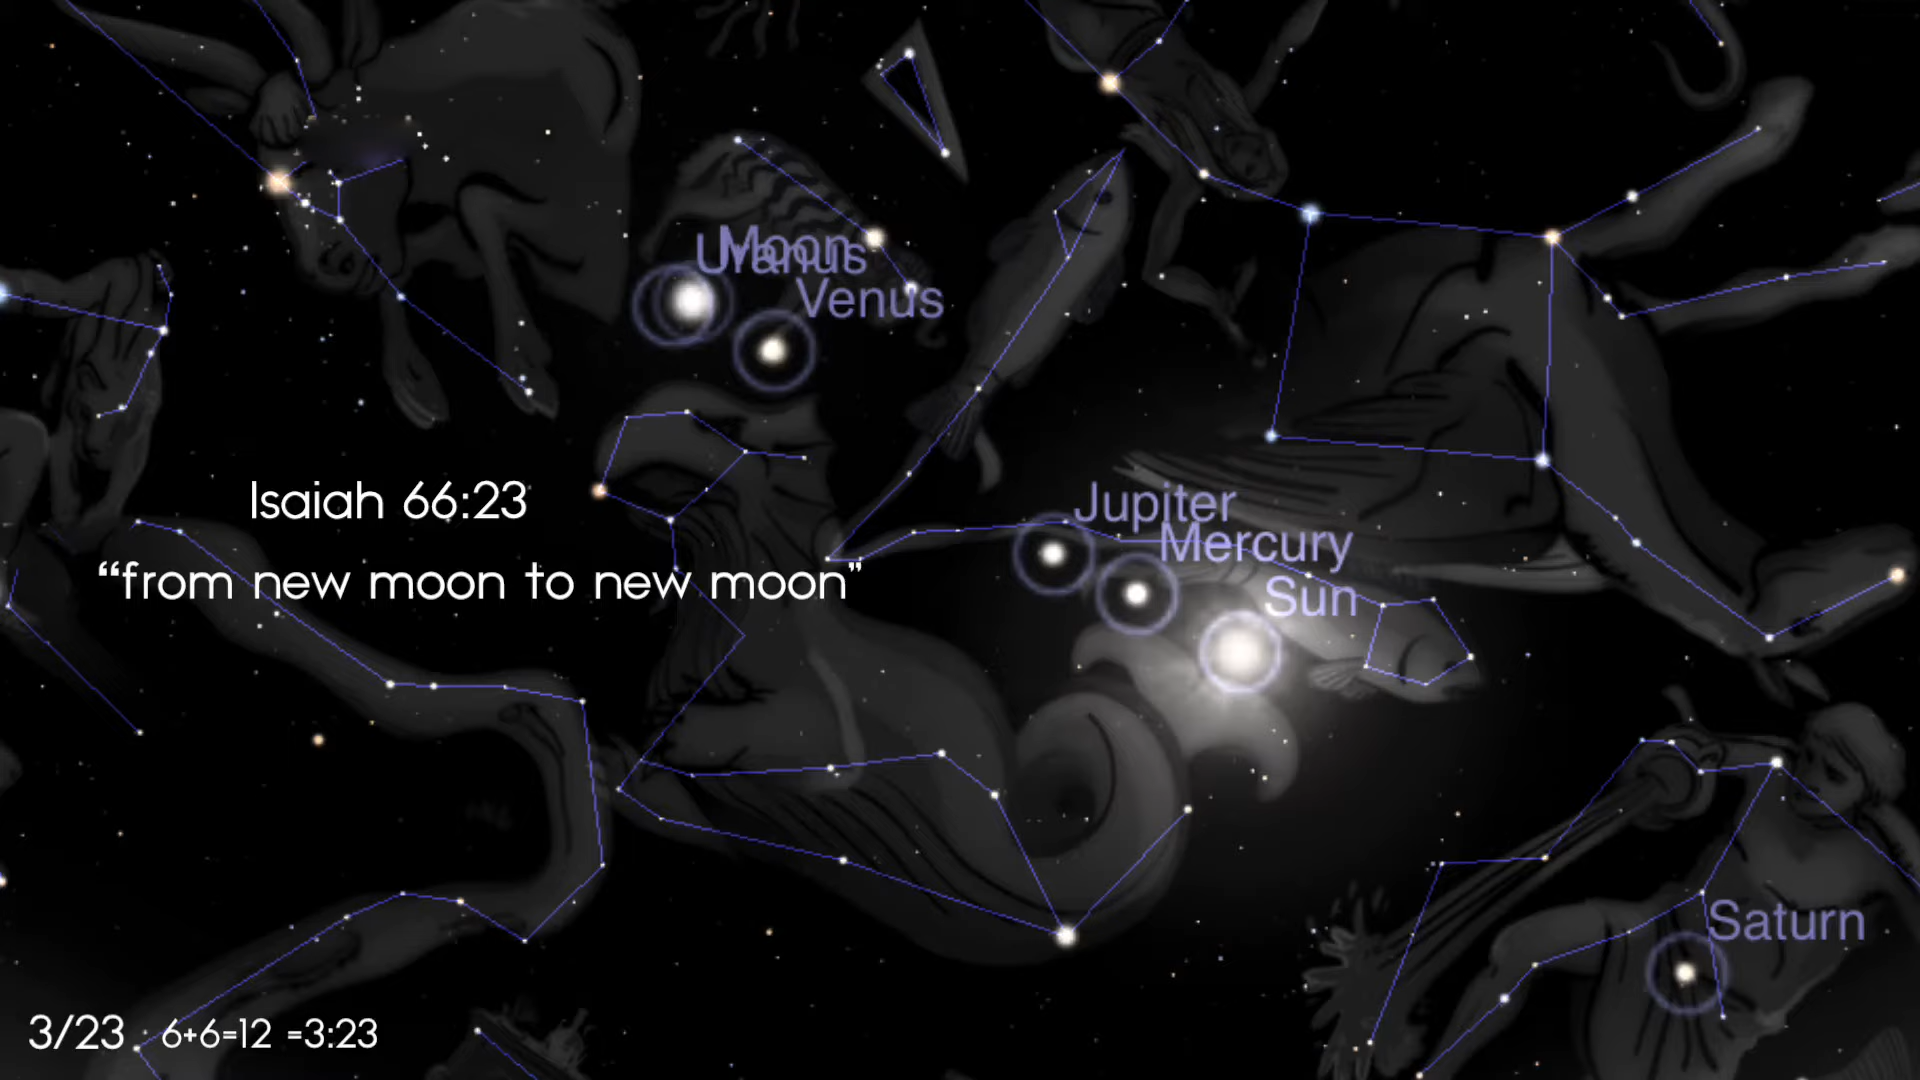 Moon
Uranus
Venus
Isaiah 66:23
“from new moon to new moon”
Jupiter
Mercury
Sun
Saturn
3/23 6+6=12 =3:23